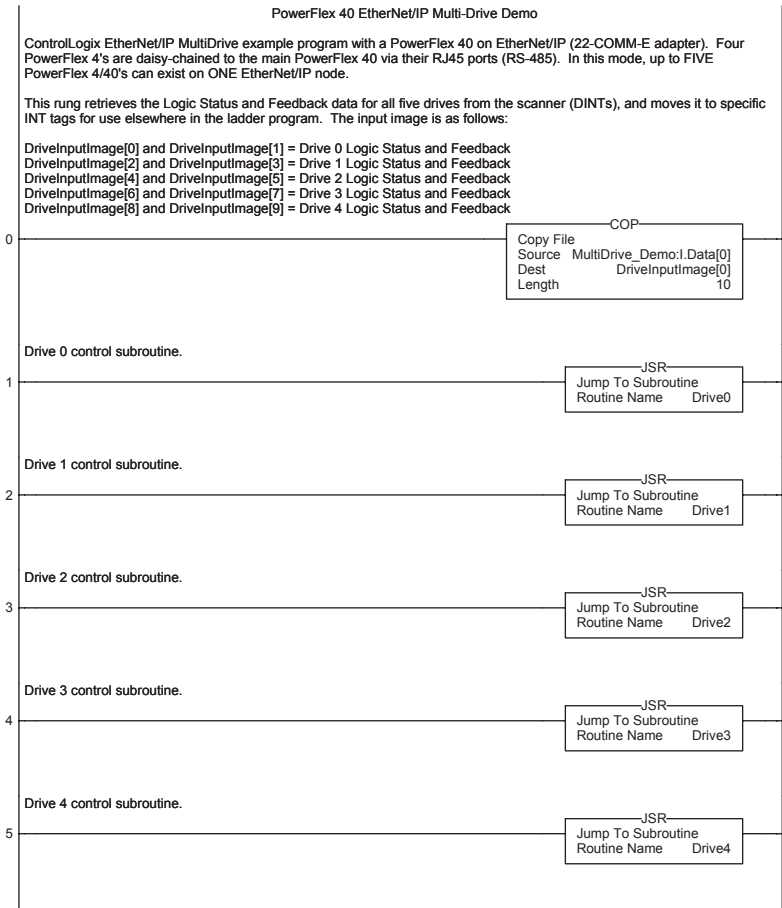 PowerFlex 40 EtherNet/IP Multi-Drive Demo
ControlLogix EtherNet/IP MultiDrive example program with a PowerFlex 40 on EtherNet/IP (22-COMM-E adapter). Four
PowerFlex 4's are daisy-chained to the main PowerFlex 40 via their RJ45 ports (RS-485). In this mode, up to FIVE
PowerFlex 4/40's can exist on ONE EtherNet/IP node.
This rung retrieves the Logic Status and Feedback data for all five drives from the scanner (DINTs), and moves it to specific
INT tags for use elsewhere in the ladder program. The input image is as follows:
DriveInputImage[0] and DriveInputImage[1] = Drive 0 Logic Status and Feedback
DriveInputImage[2] and DriveInputImage[3] = Drive 1 Logic Status and Feedback
DriveInputImage[4] and DriveInputImage[5] = Drive 2 Logic Status and Feedback
DriveInputImage[6] and DriveInputImage[7] = Drive 3 Logic Status and Feedback
DriveInputImage[8] and DriveInputImage[9] = Drive 4 Logic Status and Feedback
0
COP
Copy File
Source MultiDrive_Demo:I.Data[0]
Dest DriveInputImage[0]
Length 10
Drive 0 control subroutine.
1
JSR
Jump To Subroutine
Routine Name Drive0
Drive 1 control subroutine.
2
JSR
Jump To Subroutine
Routine Name Drive1
Drive 2 control subroutine.
3
JSR
Jump To Subroutine
Routine Name Drive2
Drive 3 control subroutine.
4
JSR
Jump To Subroutine
Routine Name Drive3
Drive 4 control subroutine.
5
JSR
Jump To Subroutine
Routine Name Drive4